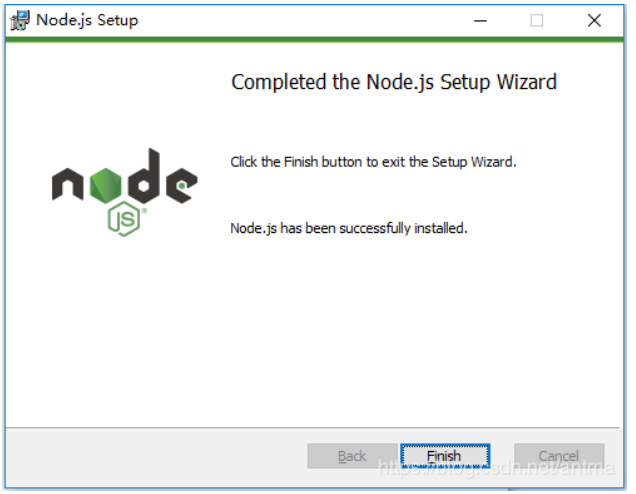 Node.js Setup
Completed the Node.js Setup Wizard
Click the Finish button to exit the Setup Wizard.
node
JS
Node.js has been successfully installed.
Back
Finish
Cancel
https://blog.csdn.net/antma